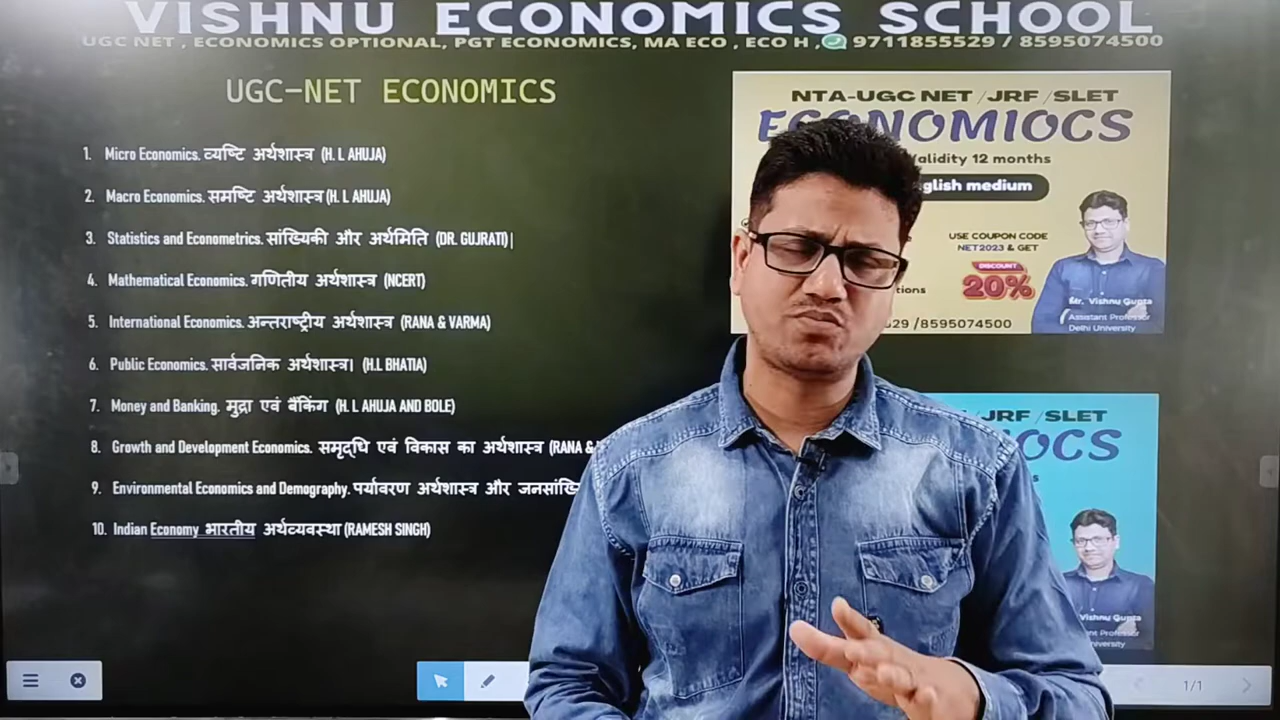 VISHNU ECONOMICS SCHOOL
UGC NET , ECONOMICS OPTIONAL, PGT ECONOMICS, MA ECO , ECO H , 9711855529 / 8595074500
UGC-NET ECONOMICS
1. Micro Economics. व्यष्टि अर्थशास्त्र (H. L AHUJA)
2. Macro Economics. समष्टि अर्थशास्त्र (H. L AHUJA)
3. Statistics and Econometrics. सांख्यिकी और अर्थमिति (DR. GUJRATI)
4. Mathematical Economics. गणितीय अर्थशास्त्र (NCERT)
5. International Economics. अन्तराष्ट्रीय अर्थशास्त्र (RANA & VARMA)
6. Public Economics. सार्वजनिक अर्थशास्त्र। (H.L BHATIA)
7. Money and Banking. मुद्रा एवं बैंकिंग (H. L AHUJA AND BOLE)
8. Growth and Development Economics. समृद्धि एवं विकास का अर्थशास्त्र (RANA &
9. Environmental Economics and Demography. पर्यावरण अर्थशास्त्र और
10. Indian Economy भारतीय अर्थव्यवस्था (RAMESH SINGH)
NTA-UGC NET /JRF /SLET
ECONOMIOCS
Validity 12 months
glish medium
USE COUPON CODE
NET2023 & GET
DISCOUNT
20%
tions
Mr. Vishnu Gupta
Assistant Professor
Delhi University
529 /8595074500
/JRF /SLET
OCS
Vishnu Gupta
nt Professor
niversity
1/1